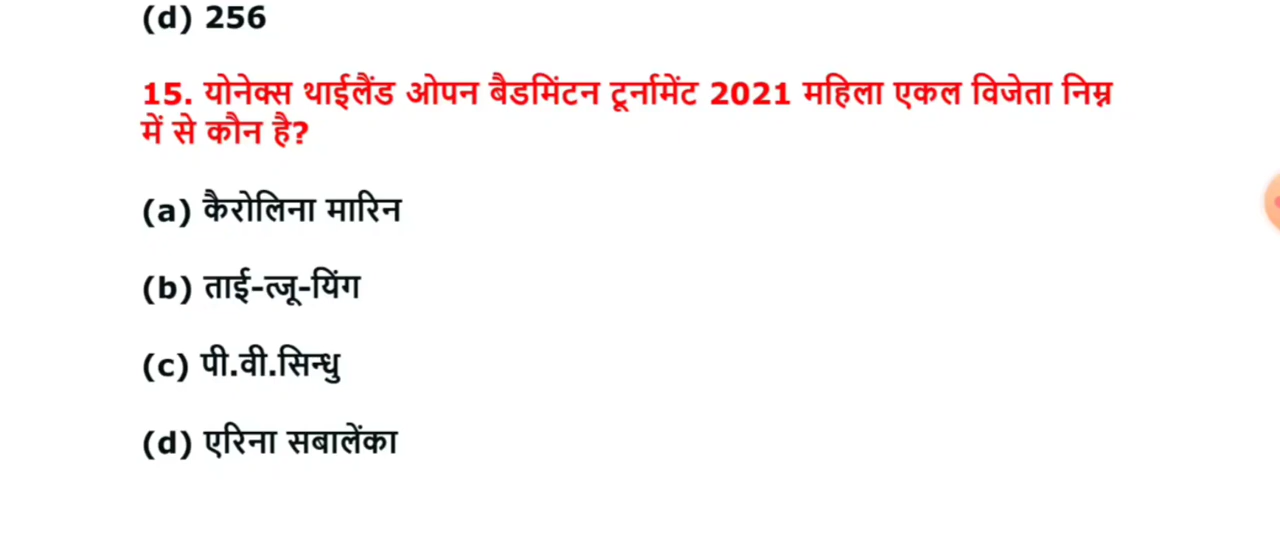 (d) 256
15. योनेक्स थाईलैंड ओपन बैडमिंटन टूर्नामेंट 2021 महिला एकल विजेता निम्न
में से कौन है?
(a) कैरोलिना मारिन
(b) ताई-त्जू-यिंग
(c) पी.वी.सिन्धु
(d) एरिना सबालेंका